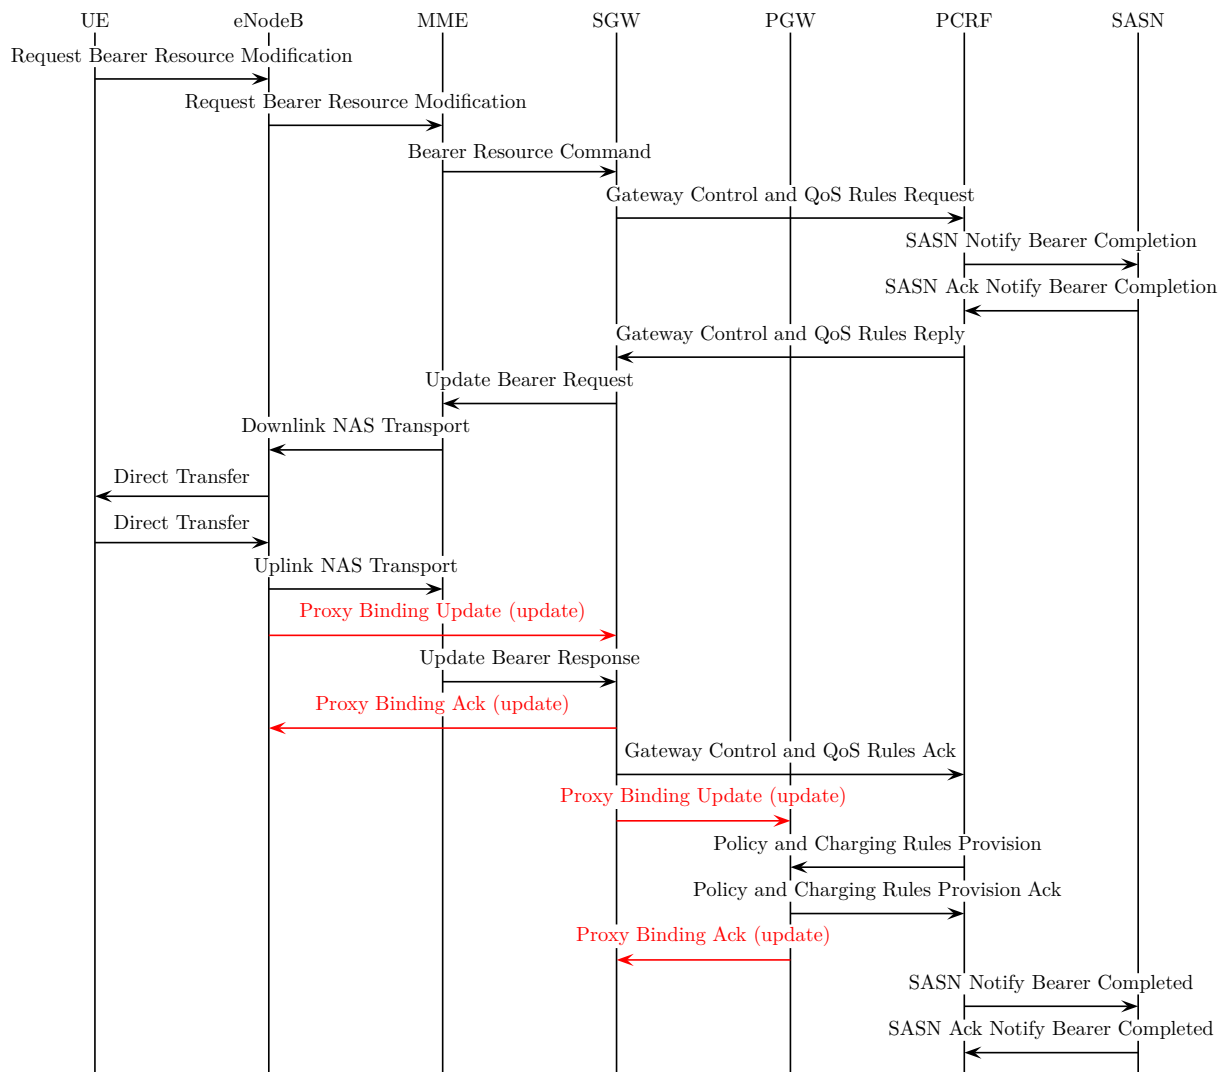 UE eNodeB MME SGW PGW PCRF SASN
Request Bearer Resource Modification
Request Bearer Resource Modification
Bearer Resource Command
Gateway Control and QoS Rules Request
SASN Notify Bearer Completion
SASN Ack Notify Bearer Completion
Gateway Control and QoS Rules Reply
Update Bearer Request
Downlink NAS Transport
Direct Transfer
Direct Transfer
Uplink NAS Transport
Proxy Binding Update (update)
Update Bearer Response
Proxy Binding Ack (update)
Gateway Control and QoS Rules Ack
Proxy Binding Update (update)
Policy and Charging Rules Provision
Policy and Charging Rules Provision Ack
Proxy Binding Ack (update)
SASN Notify Bearer Completed
SASN Ack Notify Bearer Completed